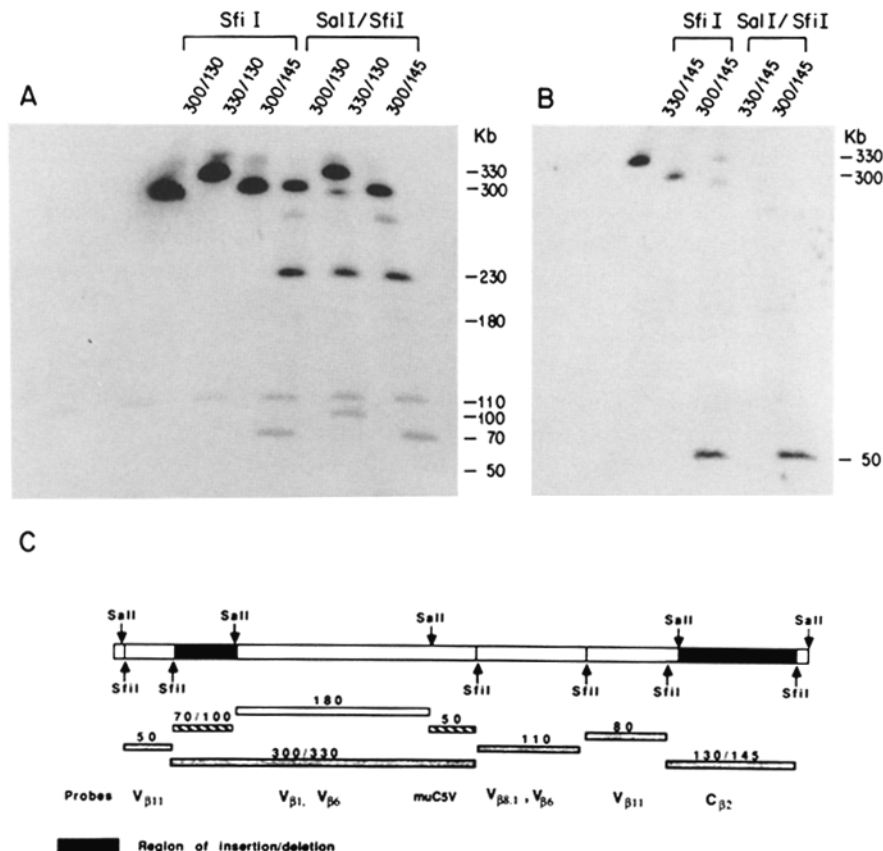 Sfi I SalI/SfiI
300/130 330/130 300/145 300/130 330/130 300/145
A
Kb
-330
-300
-230
-180
-110
-100
-70
-50
Sfi I SalI/SfiI
330/145 300/145 330/145 300/145
B
Kb
-330
-300
-50
C
SalI SalI SalI SalI SalI
SfiI SfiI SfiI SfiI SfiI SfiI
180
70/100 50 80
50 110
300/330 130/145
Probes Vβ11 Vβ1, Vβ6 muC5V Vβ8.1, Vβ6 Vβ11 Cβ2
Region of insertion/deletion